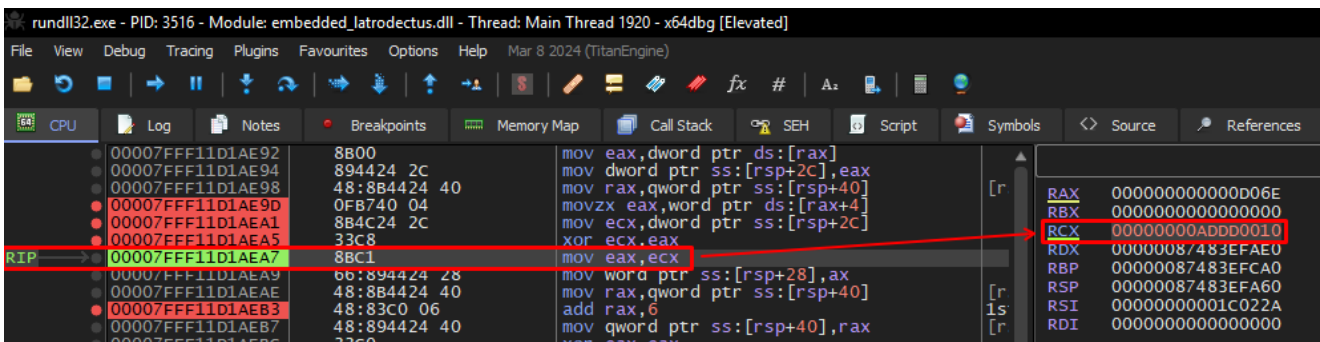 rundll32.exe - PID: 3516 - Module: embedded_latrodectus.dll - Thread: Main Thread 1920 - x64dbg [Elevated]
File View Debug Tracing Plugins Favourites Options Help Mar 8 2024 (TitanEngine)
CPU Log Notes Breakpoints Memory Map Call Stack SEH Script Symbols Source References
00007FFF11D1AE92 8B00 mov eax,dword ptr ds:[rax]
00007FFF11D1AE94 894424 2C mov dword ptr ss:[rsp+2C],eax
00007FFF11D1AE98 48:8B4424 40 mov rax,qword ptr ss:[rsp+40] [r
00007FFF11D1AE9D 0FB740 04 movzx eax,word ptr ds:[rax+4]
00007FFF11D1AEA1 8B4C24 2C mov ecx,dword ptr ss:[rsp+2C]
00007FFF11D1AEA5 33C8 xor ecx,eax
RIP 00007FFF11D1AEA7 8BC1 mov eax,ecx
00007FFF11D1AEA9 66:894424 28 mov word ptr ss:[rsp+28],ax
00007FFF11D1AEAE 48:8B4424 40 mov rax,qword ptr ss:[rsp+40] [r
00007FFF11D1AEB3 48:83C0 06 add rax,6 1s
00007FFF11D1AEB7 48:894424 40 mov qword ptr ss:[rsp+40],rax [r
RAX 000000000000D06E
RBX 0000000000000000
RCX 00000000ADDD0010
RDX 00000087483EFAE0
RBP 00000087483EFCA0
RSP 00000087483EFA60
RSI 00000000001C022A
RDI 0000000000000000